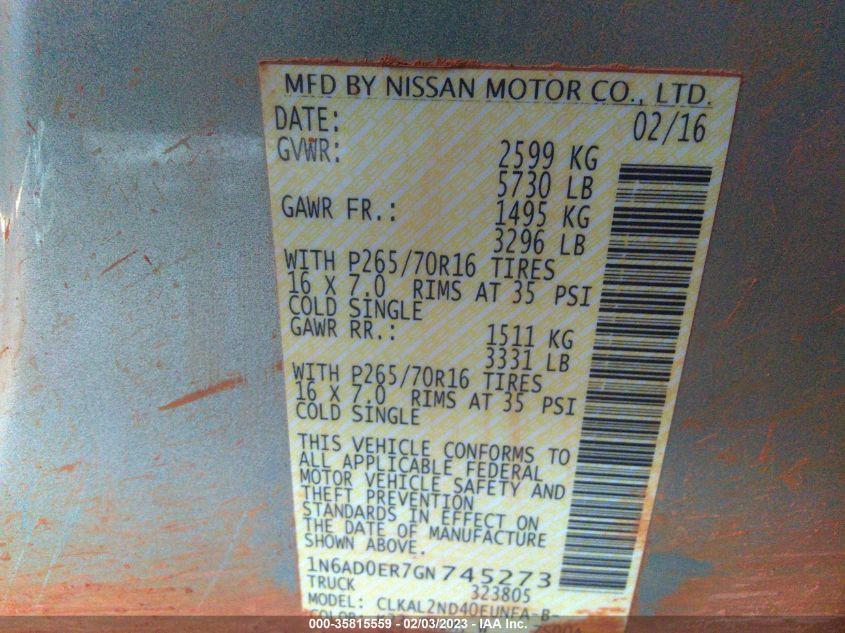 MFD BY NISSAN MOTOR CO., LTD.
DATE: 02/16
GVWR: 2599 KG
5730 LB
GAWR FR.: 1495 KG
3296 LB
WITH P265/70R16 TIRES
16 X 7.0 RIMS AT 35 PSI
COLD SINGLE
GAWR RR.: 1511 KG
3331 LB
WITH P265/70R16 TIRES
16 X 7.0 RIMS AT 35 PSI
COLD SINGLE
THIS VEHICLE CONFORMS TO
ALL APPLICABLE FEDERAL
MOTOR VEHICLE SAFETY AND
THEFT PREVENTION
STANDARDS IN EFFECT ON
THE DATE OF MANUFACTURE
SHOWN ABOVE.
1N6AD0ER7GN745273
TRUCK 323805
MODEL: CLKAL2ND40EUNEA-B-
COLOR:
000-35815559 - 02/03/2023 - IAA Inc.